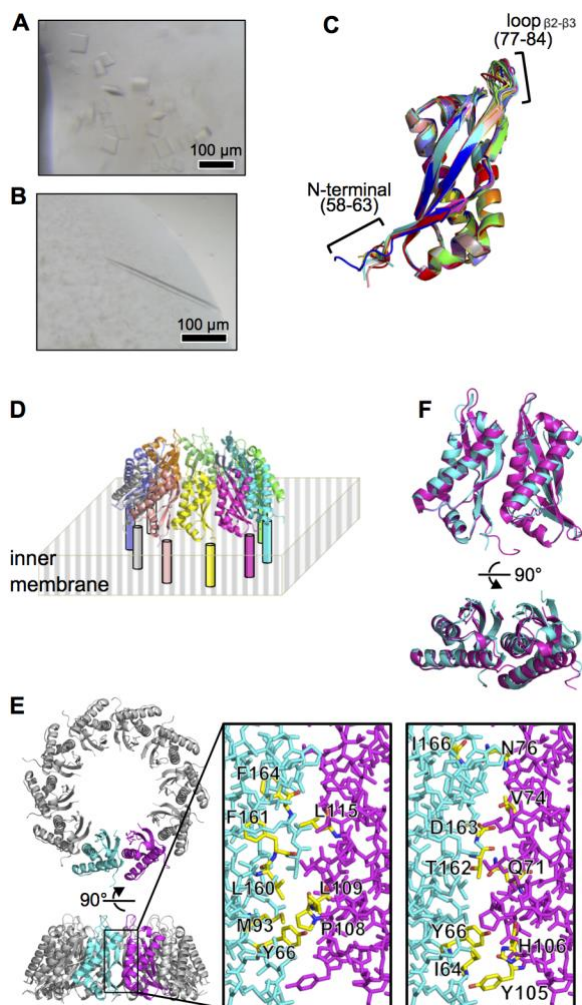 A
100 μm
B
100 μm
C
loop β2-β3
(77-84)
N-terminal
(58-63)
D
inner
membrane
E
90°
F164
F161
L115
L160
L109
M93
P108
Y66
I166
N76
V74
D163
T162
Q71
Y66
H106
I64
Y105
F
90°